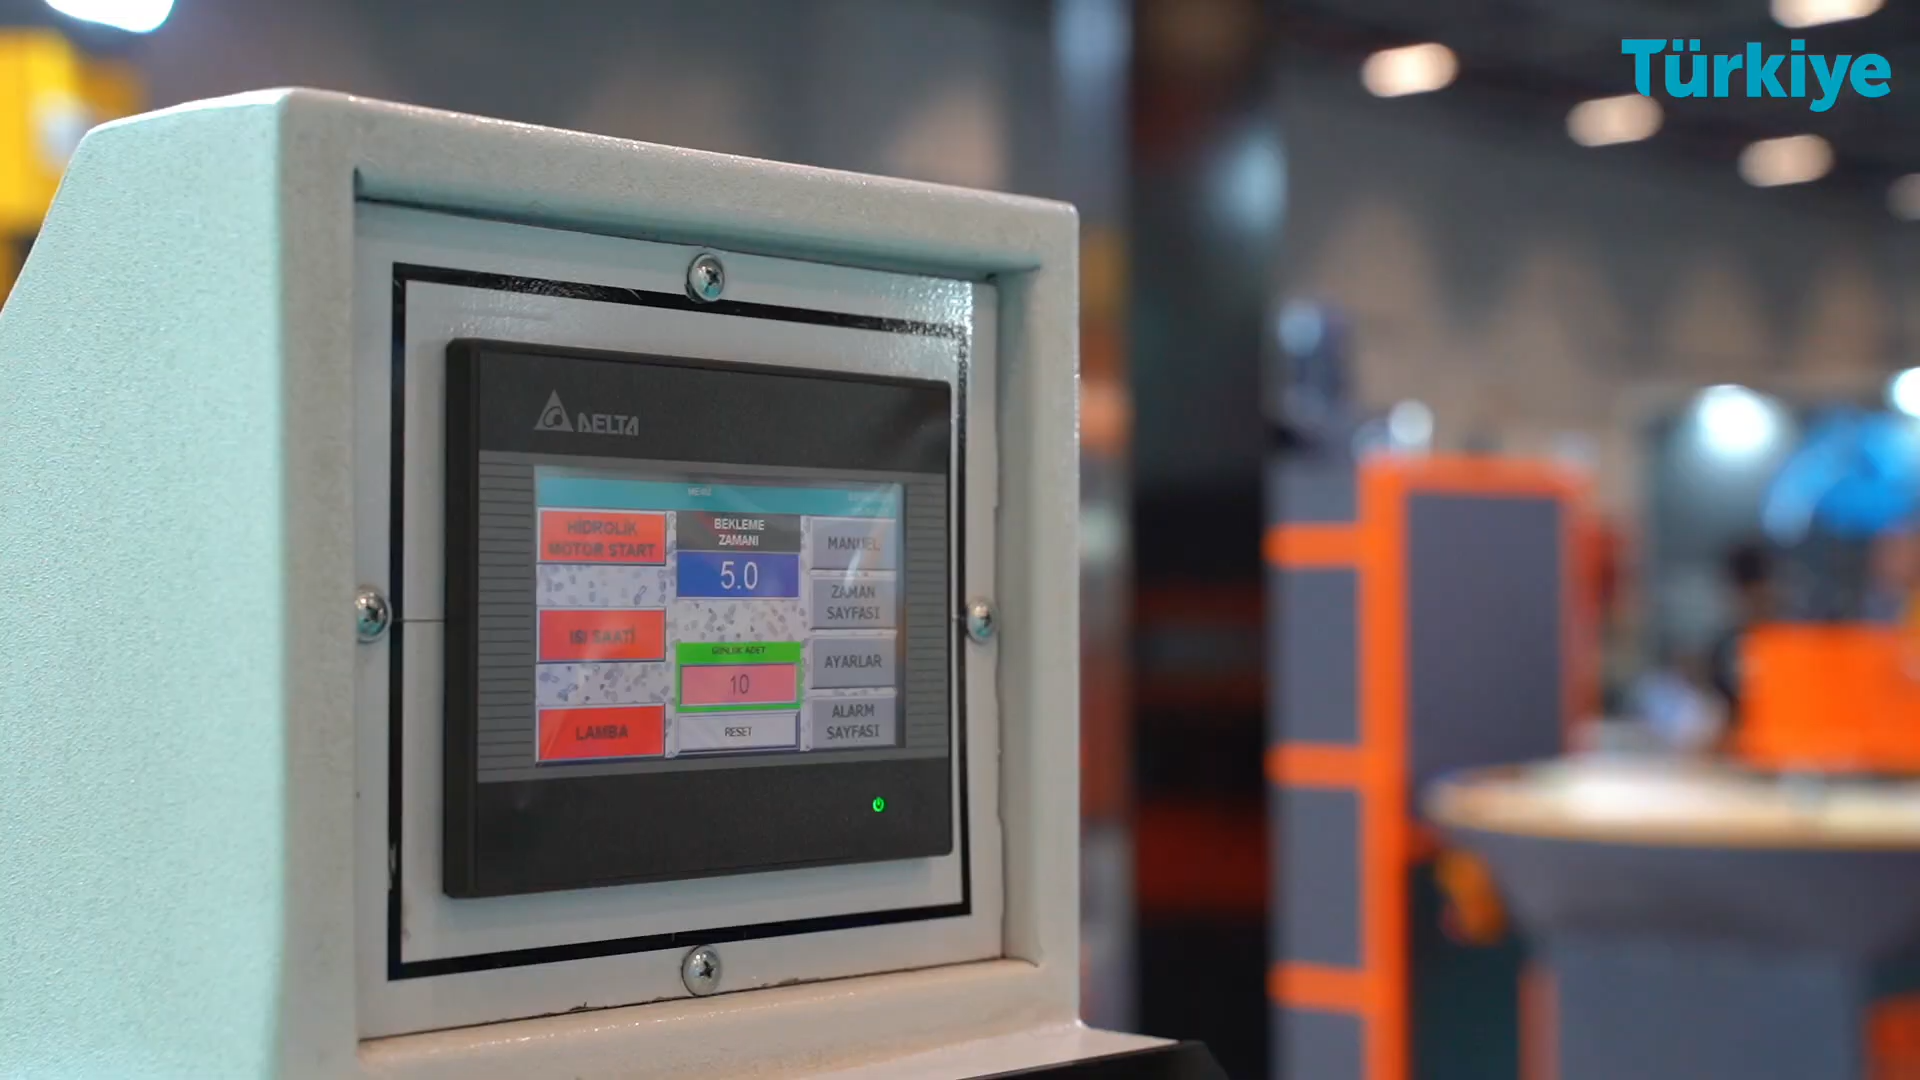 Türkiye
DELTA
MENÜ
HİDROLİK
MOTOR START
BEKLEME
ZAMANI
5.0
MANUEL
ZAMAN
SAYFASI
ISI SAATİ
GÜNLÜK ADET
10
AYARLAR
LAMBA
RESET
ALARM
SAYFASI